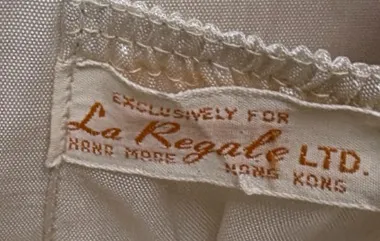 EXCLUSIVELY FOR
La Regale LTD.
HAND MADE HONG KONG